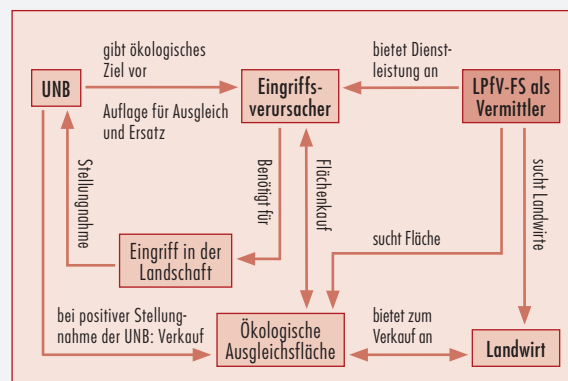 gibt ökologisches
Ziel vor
bietet Dienst-
leistung an
UNB
Eingriffs-
verursacher
LPfV-FS als
Vermittler
Auflage für Ausgleich
und Ersatz
Stellungnahme
Benötigt für
Flächenkauf
sucht Landwirte
Eingriff in der
Landschaft
sucht Fläche
bei positiver Stellung-
nahme der UNB: Verkauf
Ökologische
Ausgleichsfläche
bietet zum
Verkauf an
Landwirt